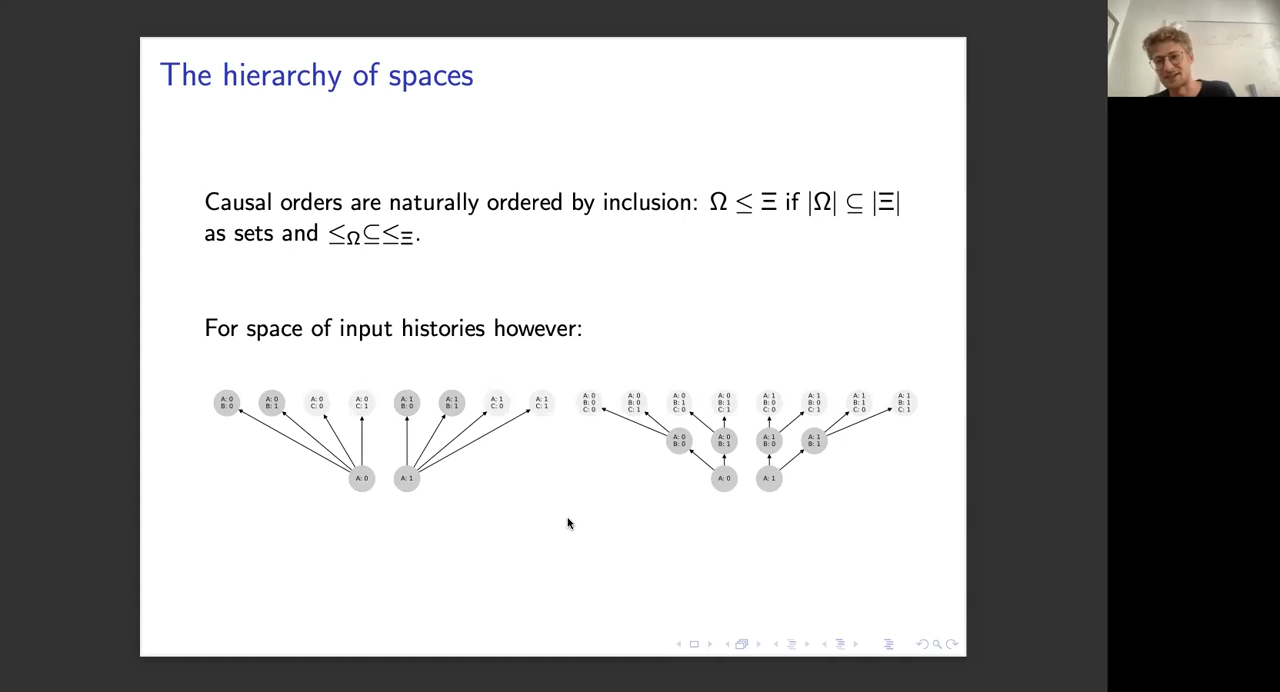 The hierarchy of spaces
Causal orders are naturally ordered by inclusion: Ω ≤ Ξ if |Ω| ⊆ |Ξ|
as sets and ≤Ω⊆≤Ξ.
For space of input histories however:
A: 0 A: 0 A: 0 A: 0 A: 1 A: 1 A: 1 A: 1
B: 0 B: 1 C: 0 C: 1 B: 0 B: 1 C: 0 C: 1
A: 0 A: 1
A: 0 A: 0 A: 0 A: 0 A: 1 A: 1 A: 1 A: 1
B: 0 B: 0 B: 1 B: 1 B: 0 B: 0 B: 1 B: 1
C: 0 C: 1 C: 0 C: 1 C: 0 C: 1 C: 0 C: 1
A: 0 A: 0 A: 1 A: 1
B: 0 B: 1 B: 0 B: 1
A: 0 A: 1